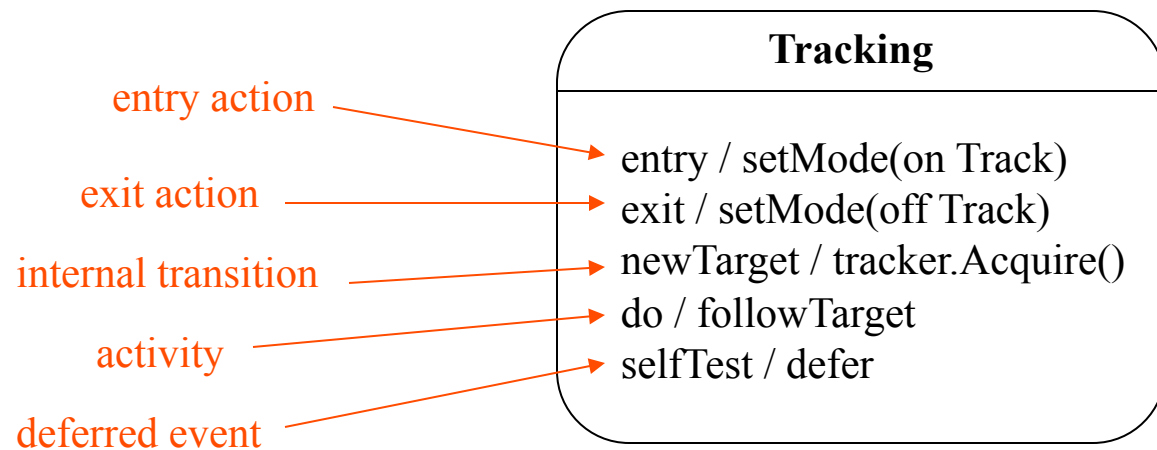 Tracking
entry action
exit action
internal transition
activity
deferred event
entry / setMode(on Track)
exit / setMode(off Track)
newTarget / tracker.Acquire()
do / followTarget
selfTest / defer